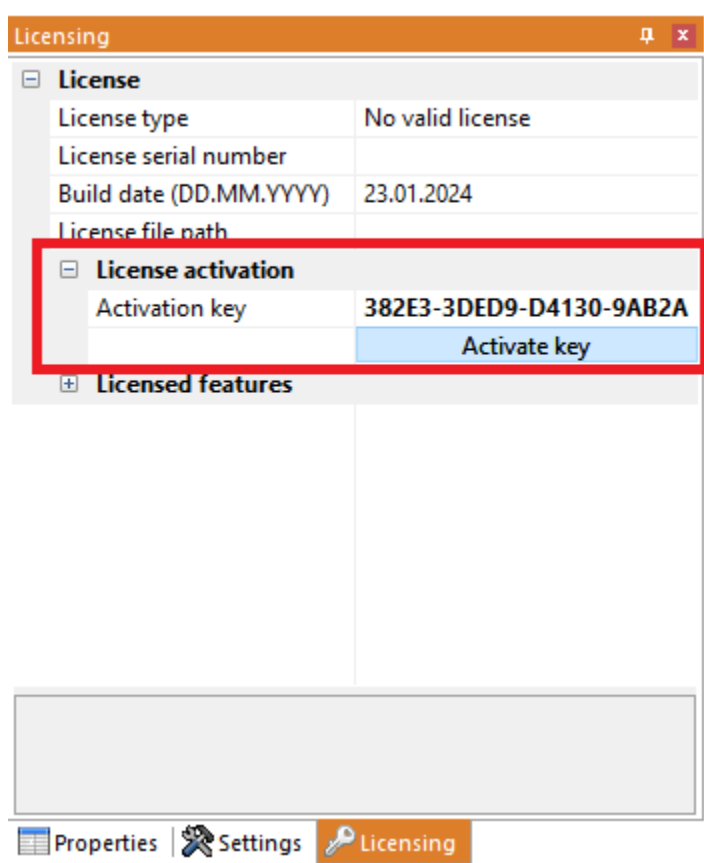 Licensing
License
License type No valid license
License serial number
Build date (DD.MM.YYYY) 23.01.2024
License file path
License activation
Activation key 382E3-3DED9-D4130-9AB2A
Activate key
Licensed features
Properties Settings Licensing